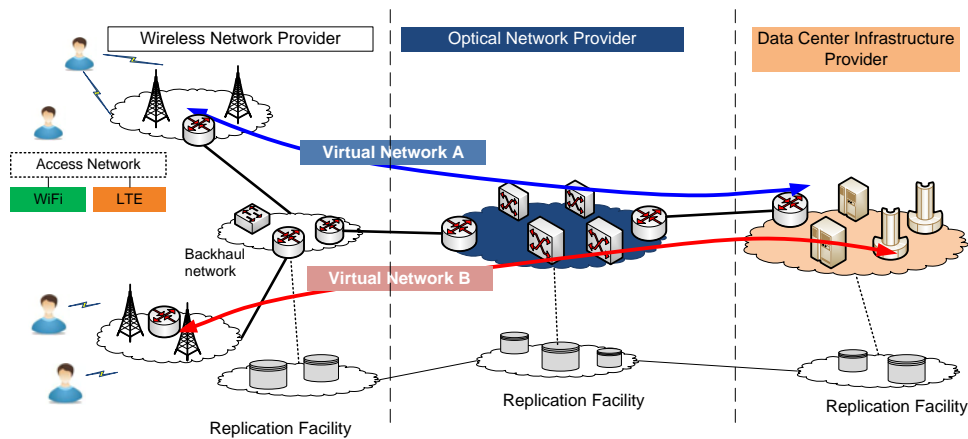 Wireless Network Provider
Optical Network Provider
Data Center Infrastructure
Provider
Virtual Network A
Access Network
WiFi
LTE
Backhaul
network
Virtual Network B
Replication Facility
Replication Facility
Replication Facility